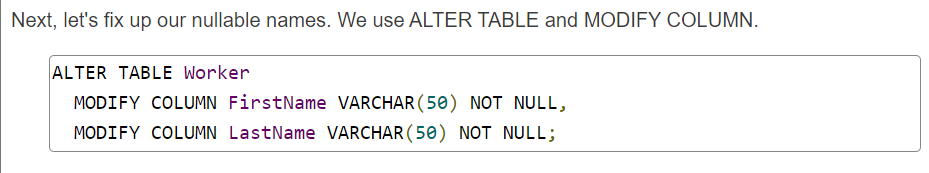 Next, let's fix up our nullable names. We use ALTER TABLE and MODIFY COLUMN.
ALTER TABLE Worker
MODIFY COLUMN FirstName VARCHAR(50) NOT NULL,
MODIFY COLUMN LastName VARCHAR(50) NOT NULL;